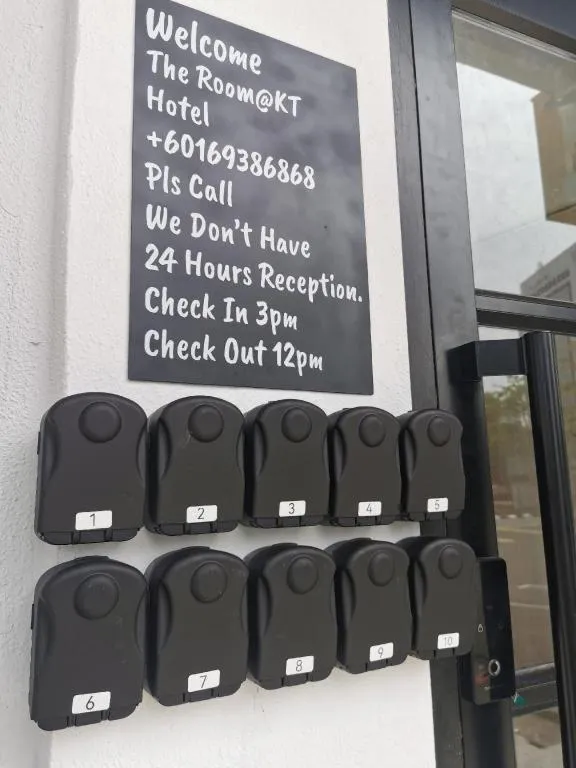 Welcome
The Room@KT
Hotel
+60169386868
Pls Call
We Don't Have
24 Hours Reception.
Check In 3pm
Check Out 12pm
1
2
3
4
5
6
7
8
9
10